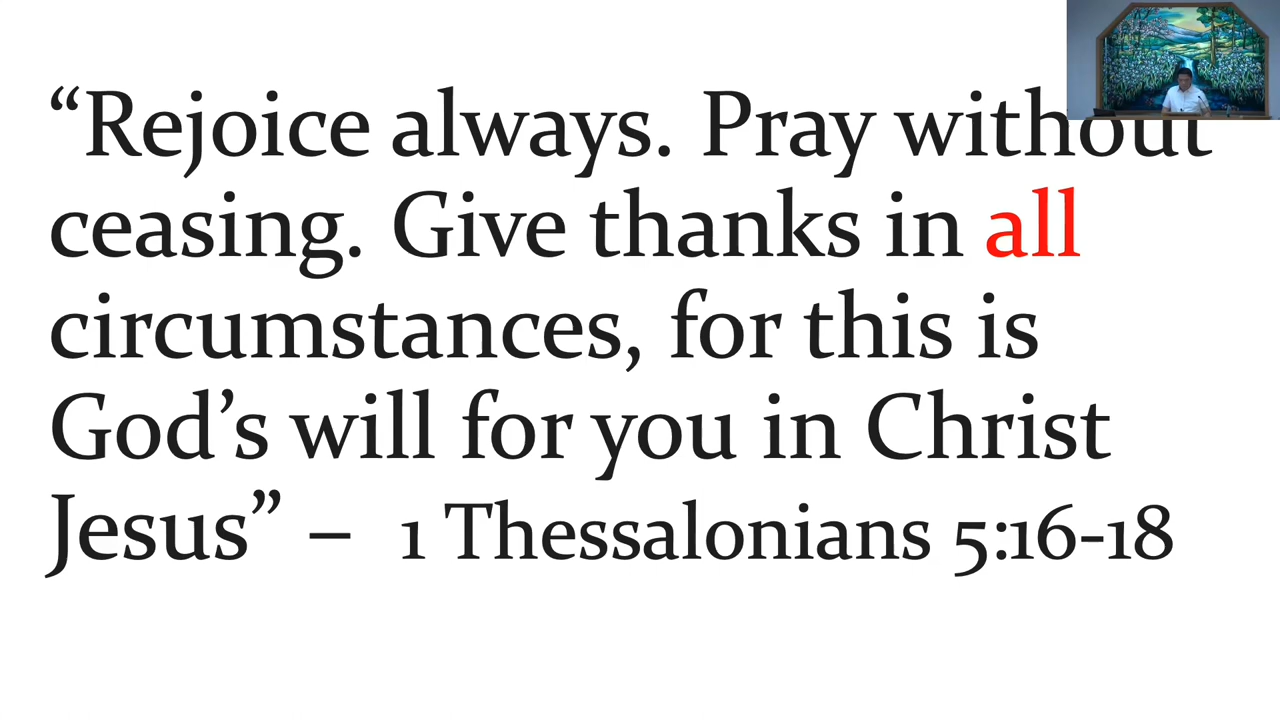 “Rejoice always. Pray without
ceasing. Give thanks in all
circumstances, for this is
God’s will for you in Christ
Jesus” – 1 Thessalonians 5:16-18